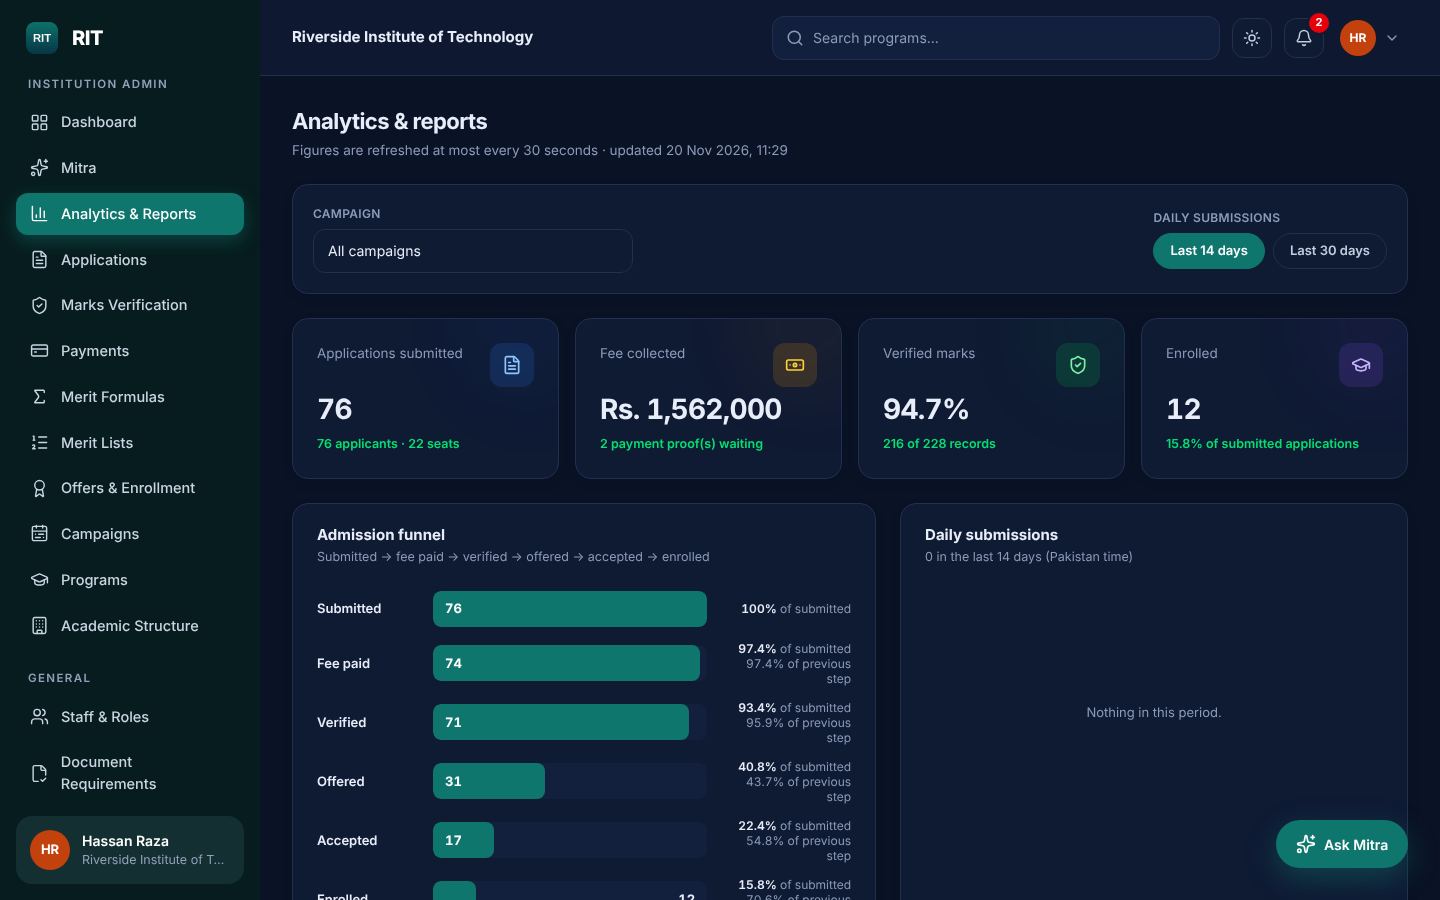 RIT
RIT
INSTITUTION ADMIN
Dashboard
Mitra
Analytics & Reports
Applications
Marks Verification
Payments
Merit Formulas
Merit Lists
Offers & Enrollment
Campaigns
Programs
Academic Structure
GENERAL
Staff & Roles
Document
Requirements
HR
Hassan Raza
Riverside Institute of T...
Riverside Institute of Technology
Search programs...
2
HR
Analytics & reports
Figures are refreshed at most every 30 seconds · updated 20 Nov 2026, 11:29
CAMPAIGN
All campaigns
DAILY SUBMISSIONS
Last 14 days
Last 30 days
Applications submitted
76
76 applicants · 22 seats
Fee collected
Rs. 1,562,000
2 payment proof(s) waiting
Verified marks
94.7%
216 of 228 records
Enrolled
12
15.8% of submitted applications
Admission funnel
Submitted → fee paid → verified → offered → accepted → enrolled
Submitted
76
100% of submitted
Fee paid
74
97.4% of submitted
97.4% of previous
step
Verified
71
93.4% of submitted
95.9% of previous
step
Offered
31
40.8% of submitted
43.7% of previous
step
Accepted
17
22.4% of submitted
54.8% of previous
step
Enrolled
12
15.8% of submitted
70.6% of previous
Daily submissions
0 in the last 14 days (Pakistan time)
Nothing in this period.
Ask Mitra